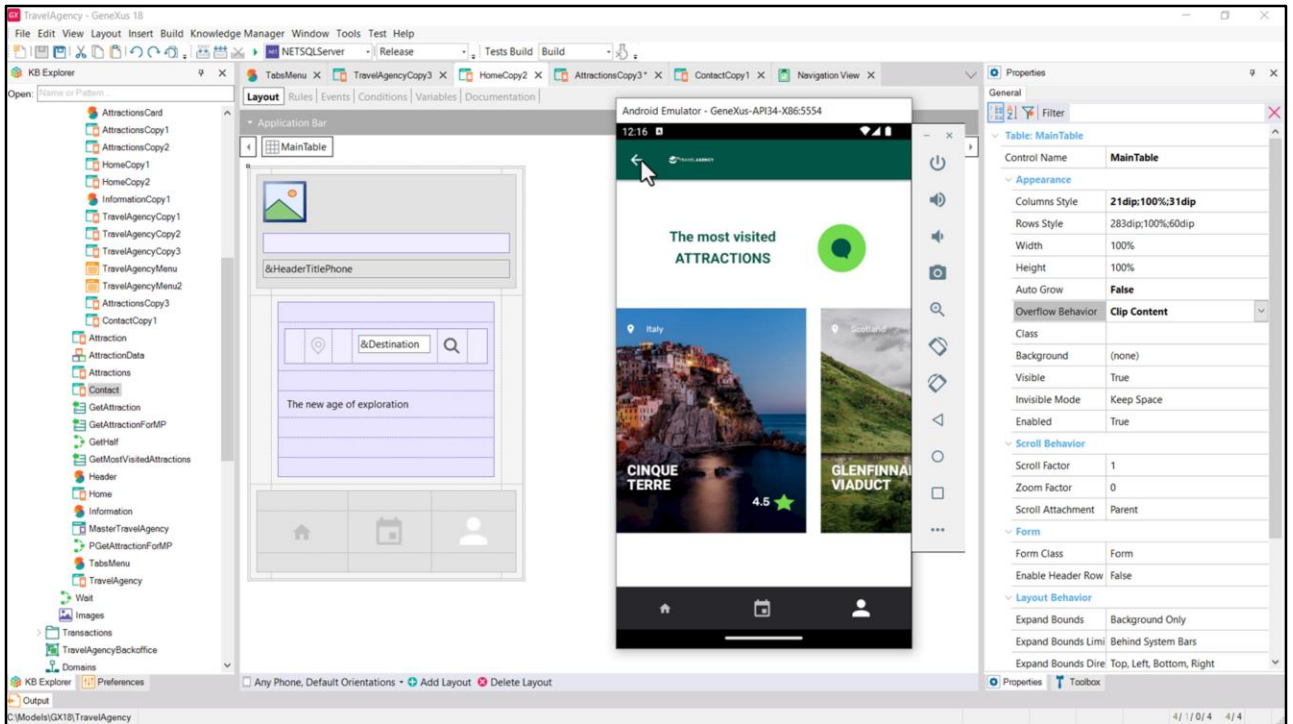 TravelAgency - GeneXus 18
File Edit View Layout Insert Build Knowledge Manager Window Tools Test Help
NETSQLServer Release Tests Build Build
KB Explorer
Open: Name or Pattern...
AttractionsCard
AttractionsCopy1
AttractionsCopy2
HomeCopy1
HomeCopy2
InformationCopy1
TravelAgencyCopy1
TravelAgencyCopy2
TravelAgencyCopy3
TravelAgencyMenu
TravelAgencyMenu2
AttractionsCopy3
ContactCopy1
Attraction
AttractionData
Attractions
Contact
GetAttraction
GetAttractionForMP
GetHalf
GetMostVisitedAttractions
Header
Home
Information
MasterTravelAgency
PGetAttractionForMP
TabsMenu
TravelAgency
Wait
Images
Transactions
TravelAgencyBackoffice
Domains
KB Explorer Preferences
Output
C:\Models\GX18\TravelAgency
TabsMenu X TravelAgencyCopy3 X HomeCopy2 X AttractionsCopy3* X ContactCopy1 X Navigation View X
Layout Rules Events Conditions Variables Documentation
Application Bar
MainTable
&HeaderTitlePhone
&Destination
The new age of exploration
Any Phone, Default Orientations Add Layout Delete Layout
Android Emulator - GeneXus-API34-X86:5554
12:16
TRAVELAGENCY
The most visited
ATTRACTIONS
Italy
Scotland
CINQUE
TERRE
4.5
GLENFINNA
VIADUCT
Properties
General
Filter
Table: MainTable
Control Name MainTable
Appearance
Columns Style 21dip;100%;31dip
Rows Style 283dip;100%;60dip
Width 100%
Height 100%
Auto Grow False
Overflow Behavior Clip Content
Class
Background (none)
Visible True
Invisible Mode Keep Space
Enabled True
Scroll Behavior
Scroll Factor 1
Zoom Factor 0
Scroll Attachment Parent
Form
Form Class Form
Enable Header Row False
Layout Behavior
Expand Bounds Background Only
Expand Bounds Limi Behind System Bars
Expand Bounds Dire Top, Left, Bottom, Right
Properties Toolbox
4/ 1/ 0/ 4 4/4